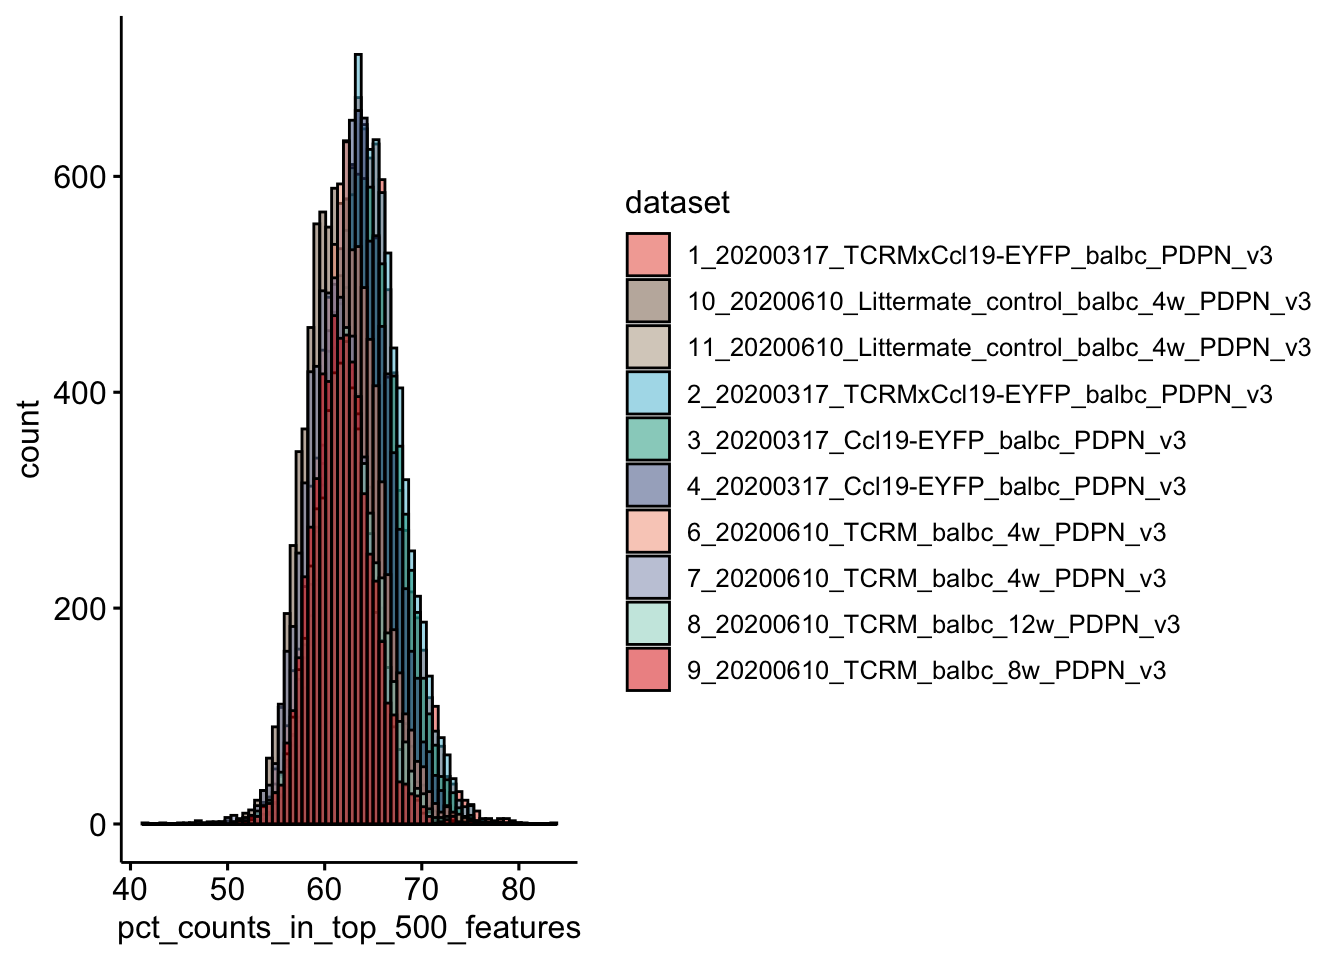 600
400
200
0
count
40 50 60 70 80
pct_counts_in_top_500_features
dataset
1_20200317_TCRMxCcl19-EYFP_balbc_PDPN_v3
10_20200610_Littermate_control_balbc_4w_PDPN_v3
11_20200610_Littermate_control_balbc_4w_PDPN_v3
2_20200317_TCRMxCcl19-EYFP_balbc_PDPN_v3
3_20200317_Ccl19-EYFP_balbc_PDPN_v3
4_20200317_Ccl19-EYFP_balbc_PDPN_v3
6_20200610_TCRM_balbc_4w_PDPN_v3
7_20200610_TCRM_balbc_4w_PDPN_v3
8_20200610_TCRM_balbc_12w_PDPN_v3
9_20200610_TCRM_balbc_8w_PDPN_v3